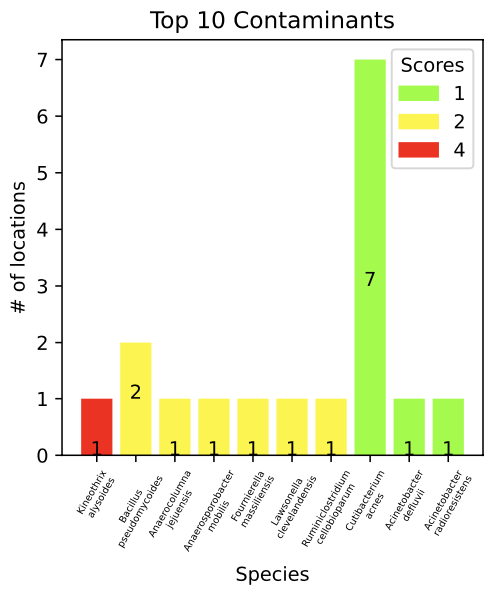 Top 10 Contaminants
Scores
1
2
4
# of locations
7
6
5
4
3
2
1
0
1
2
1
1
1
1
1
7
1
1
Kineothrix
alysoides
Bacillus
pseudomycoides
Anaerocolumna
jejuensis
Anaerosporobacter
mobilis
Fournierella
massiliensis
Lawsonella
clevelandensis
Ruminiclostridium
cellobioparum
Cutibacterium
acnes
Acinetobacter
defluvii
Acinetobacter
radioresistens
Species